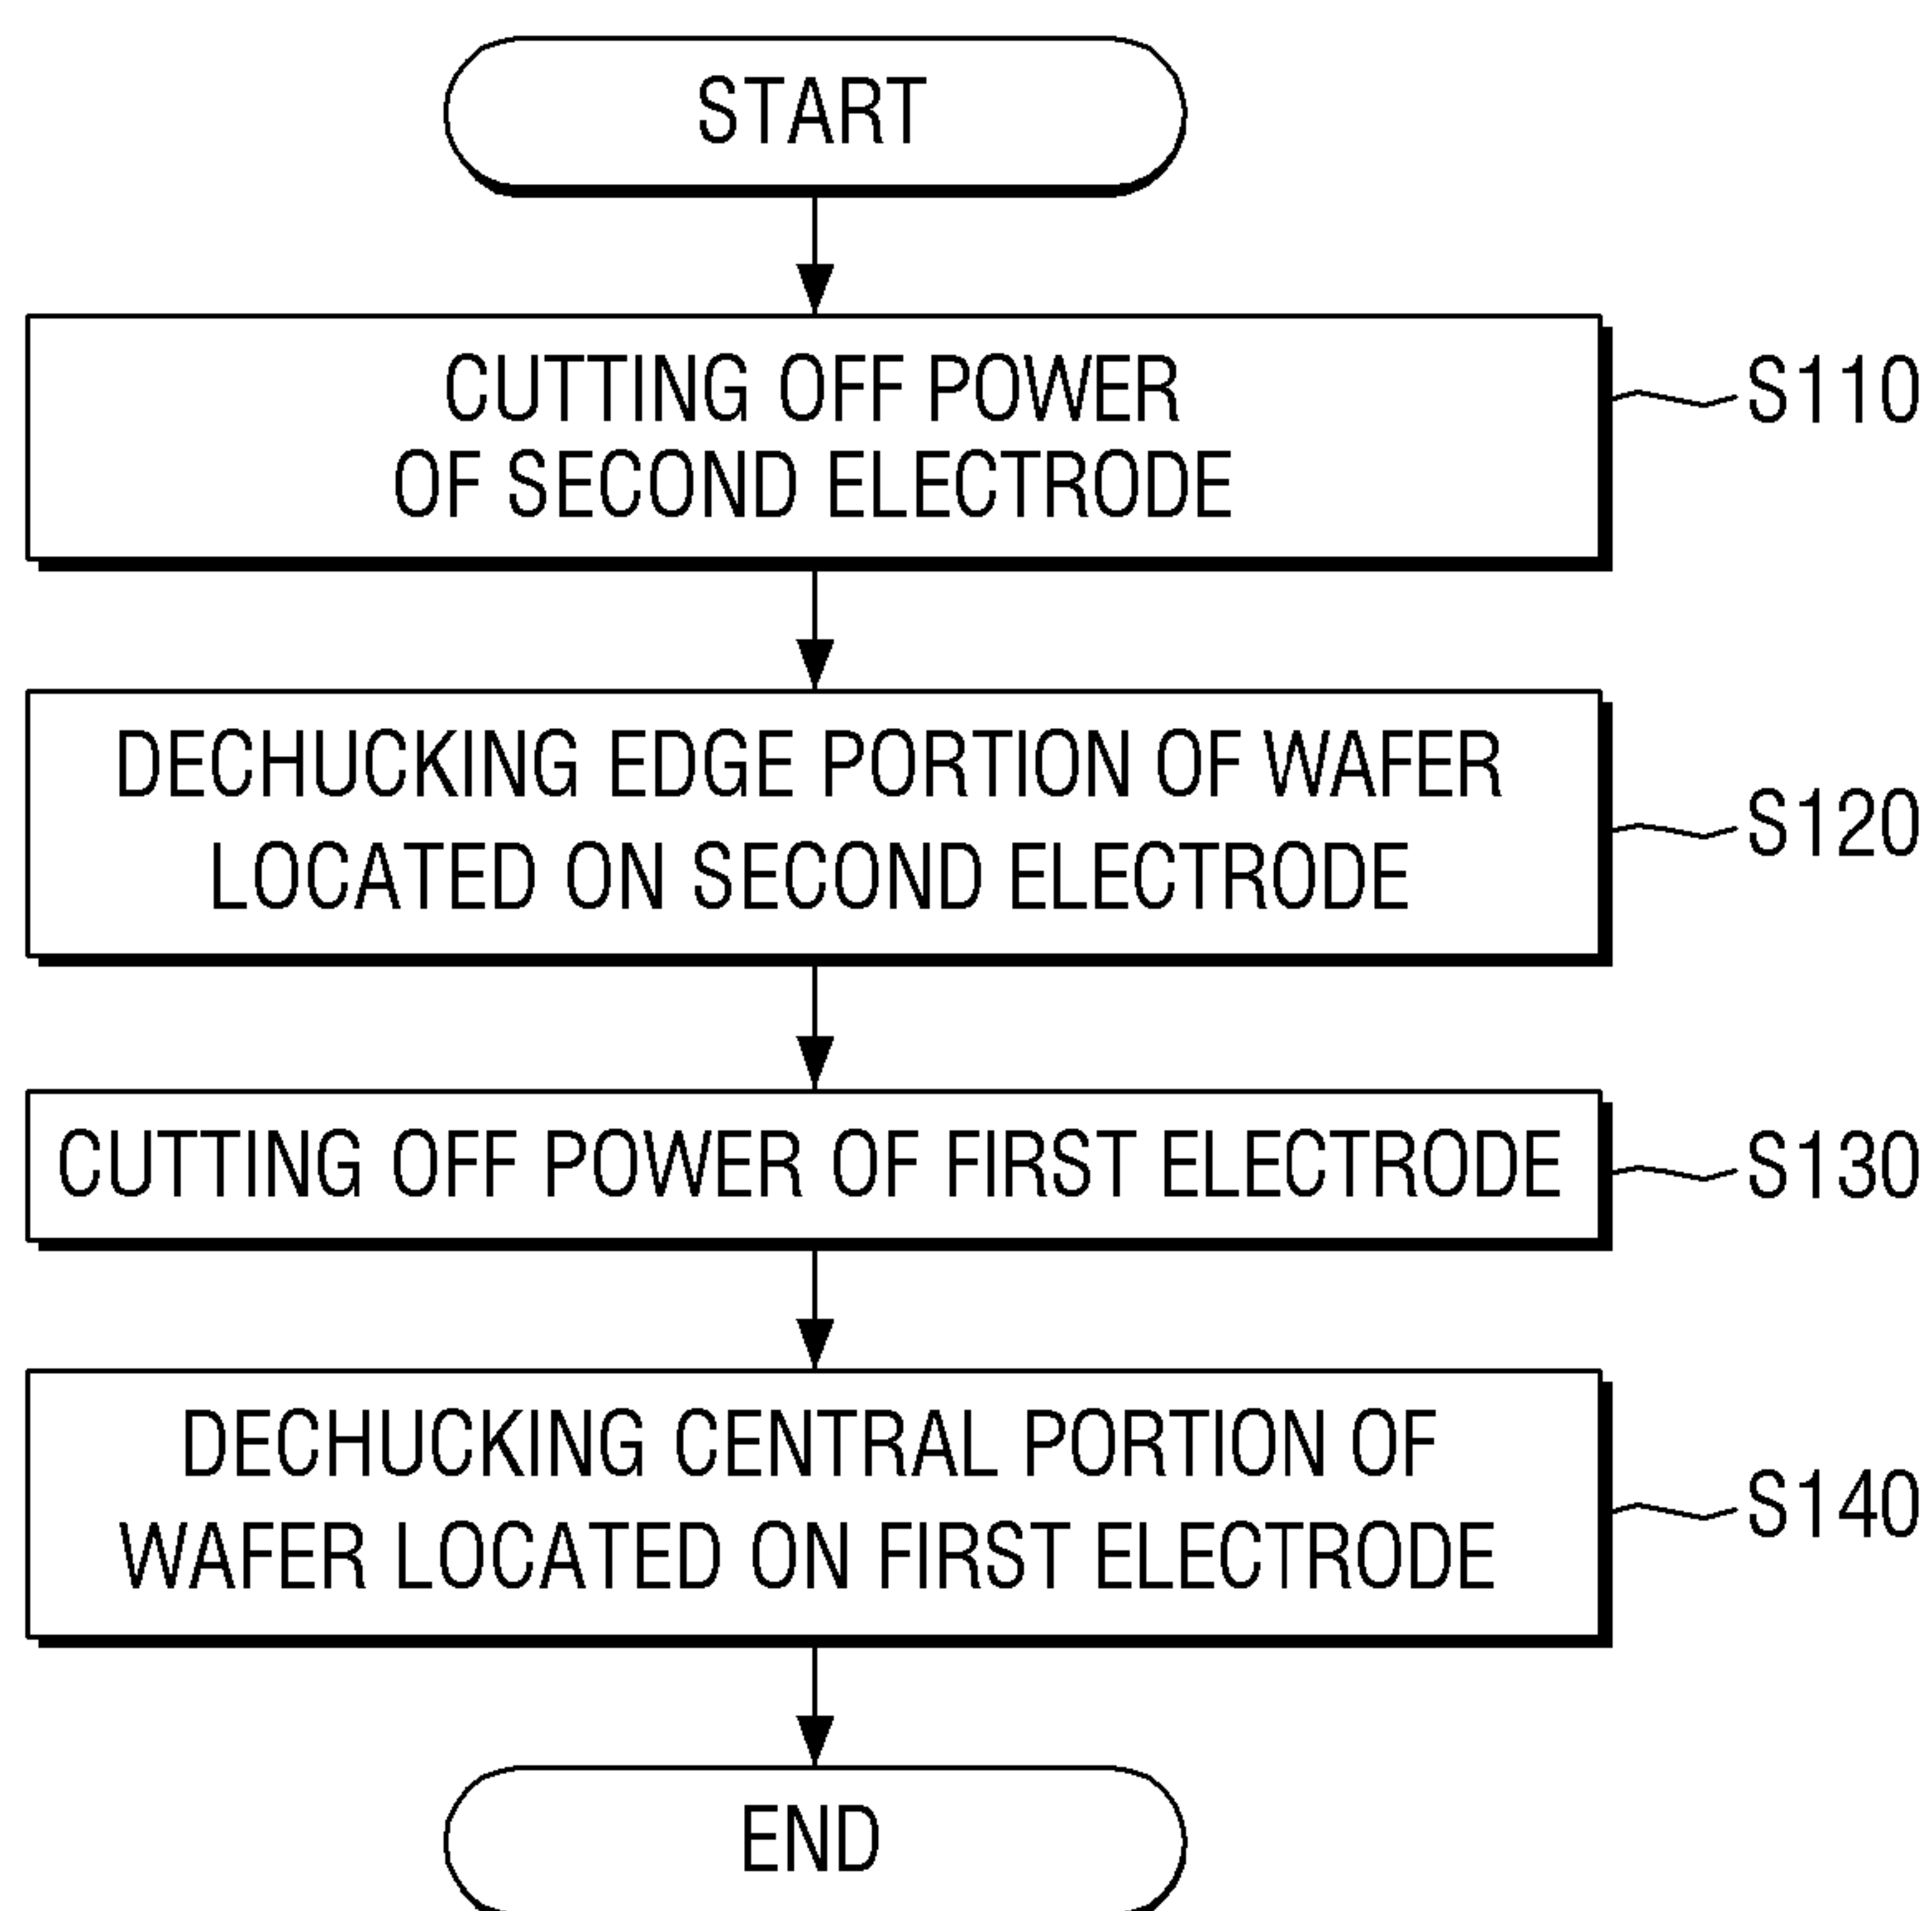 START
CUTTING OFF POWER
OF SECOND ELECTRODE
S110
DECHUCKING EDGE PORTION OF WAFER
LOCATED ON SECOND ELECTRODE
S120
CUTTING OFF POWER OF FIRST ELECTRODE
S130
DECHUCKING CENTRAL PORTION OF
WAFER LOCATED ON FIRST ELECTRODE
S140
END